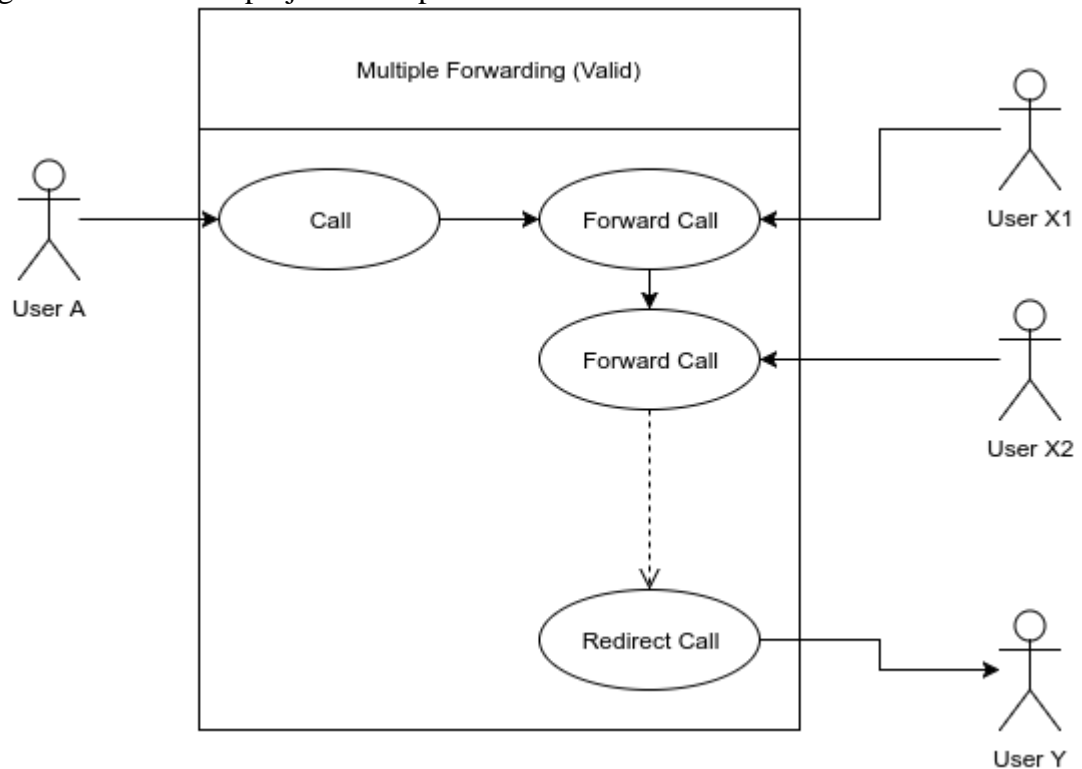 Multiple Forwarding (Valid)
Call
Forward Call
User X1
User A
Forward Call
User X2
Redirect Call
User Y